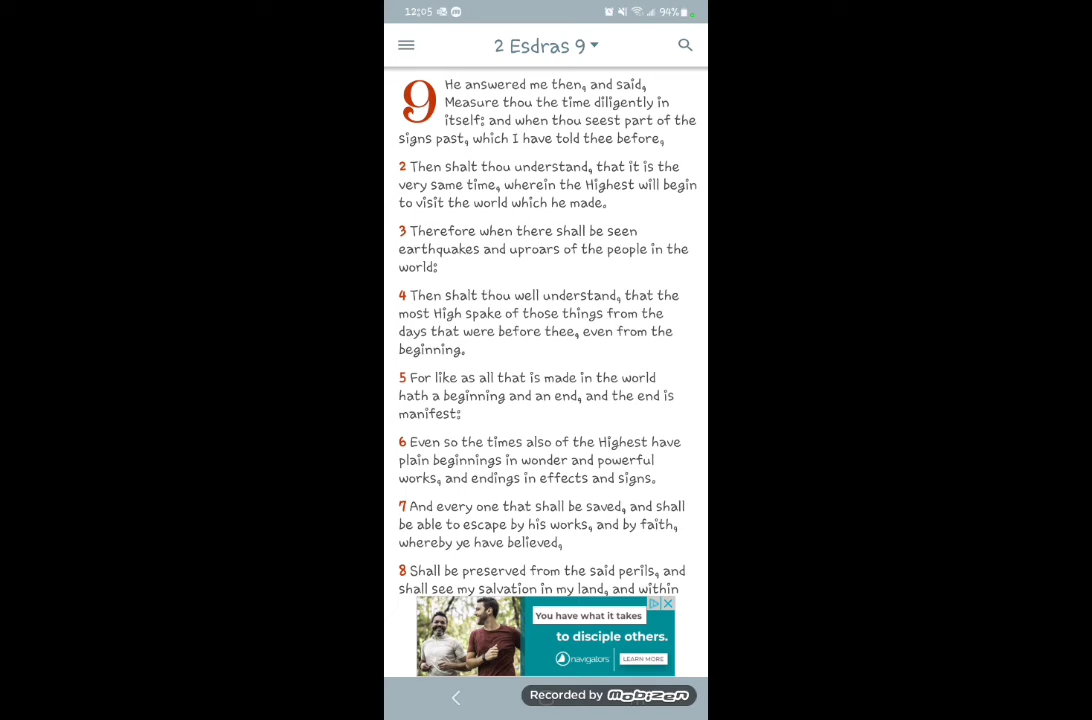 12:05
94%
2 Esdras 9
9 He answered me then, and said,
Measure thou the time diligently in
itself: and when thou seest part of the
signs past, which I have told thee before,
2 Then shalt thou understand, that it is the
very same time, wherein the Highest will begin
to visit the world which he made.
3 Therefore when there shall be seen
earthquakes and uproars of the people in the
world:
4 Then shalt thou well understand, that the
most High spake of those things from the
days that were before thee, even from the
beginning.
5 For like as all that is made in the world
hath a beginning and an end, and the end is
manifest:
6 Even so the times also of the Highest have
plain beginnings in wonder and powerful
works, and endings in effects and signs.
7 And every one that shall be saved, and shall
be able to escape by his works, and by faith,
whereby ye have believed,
8 Shall be preserved from the said perils, and
shall see my salvation in my land, and within
You have what it takes
to disciple others.
navigators
LEARN MORE
Recorded by mobizen